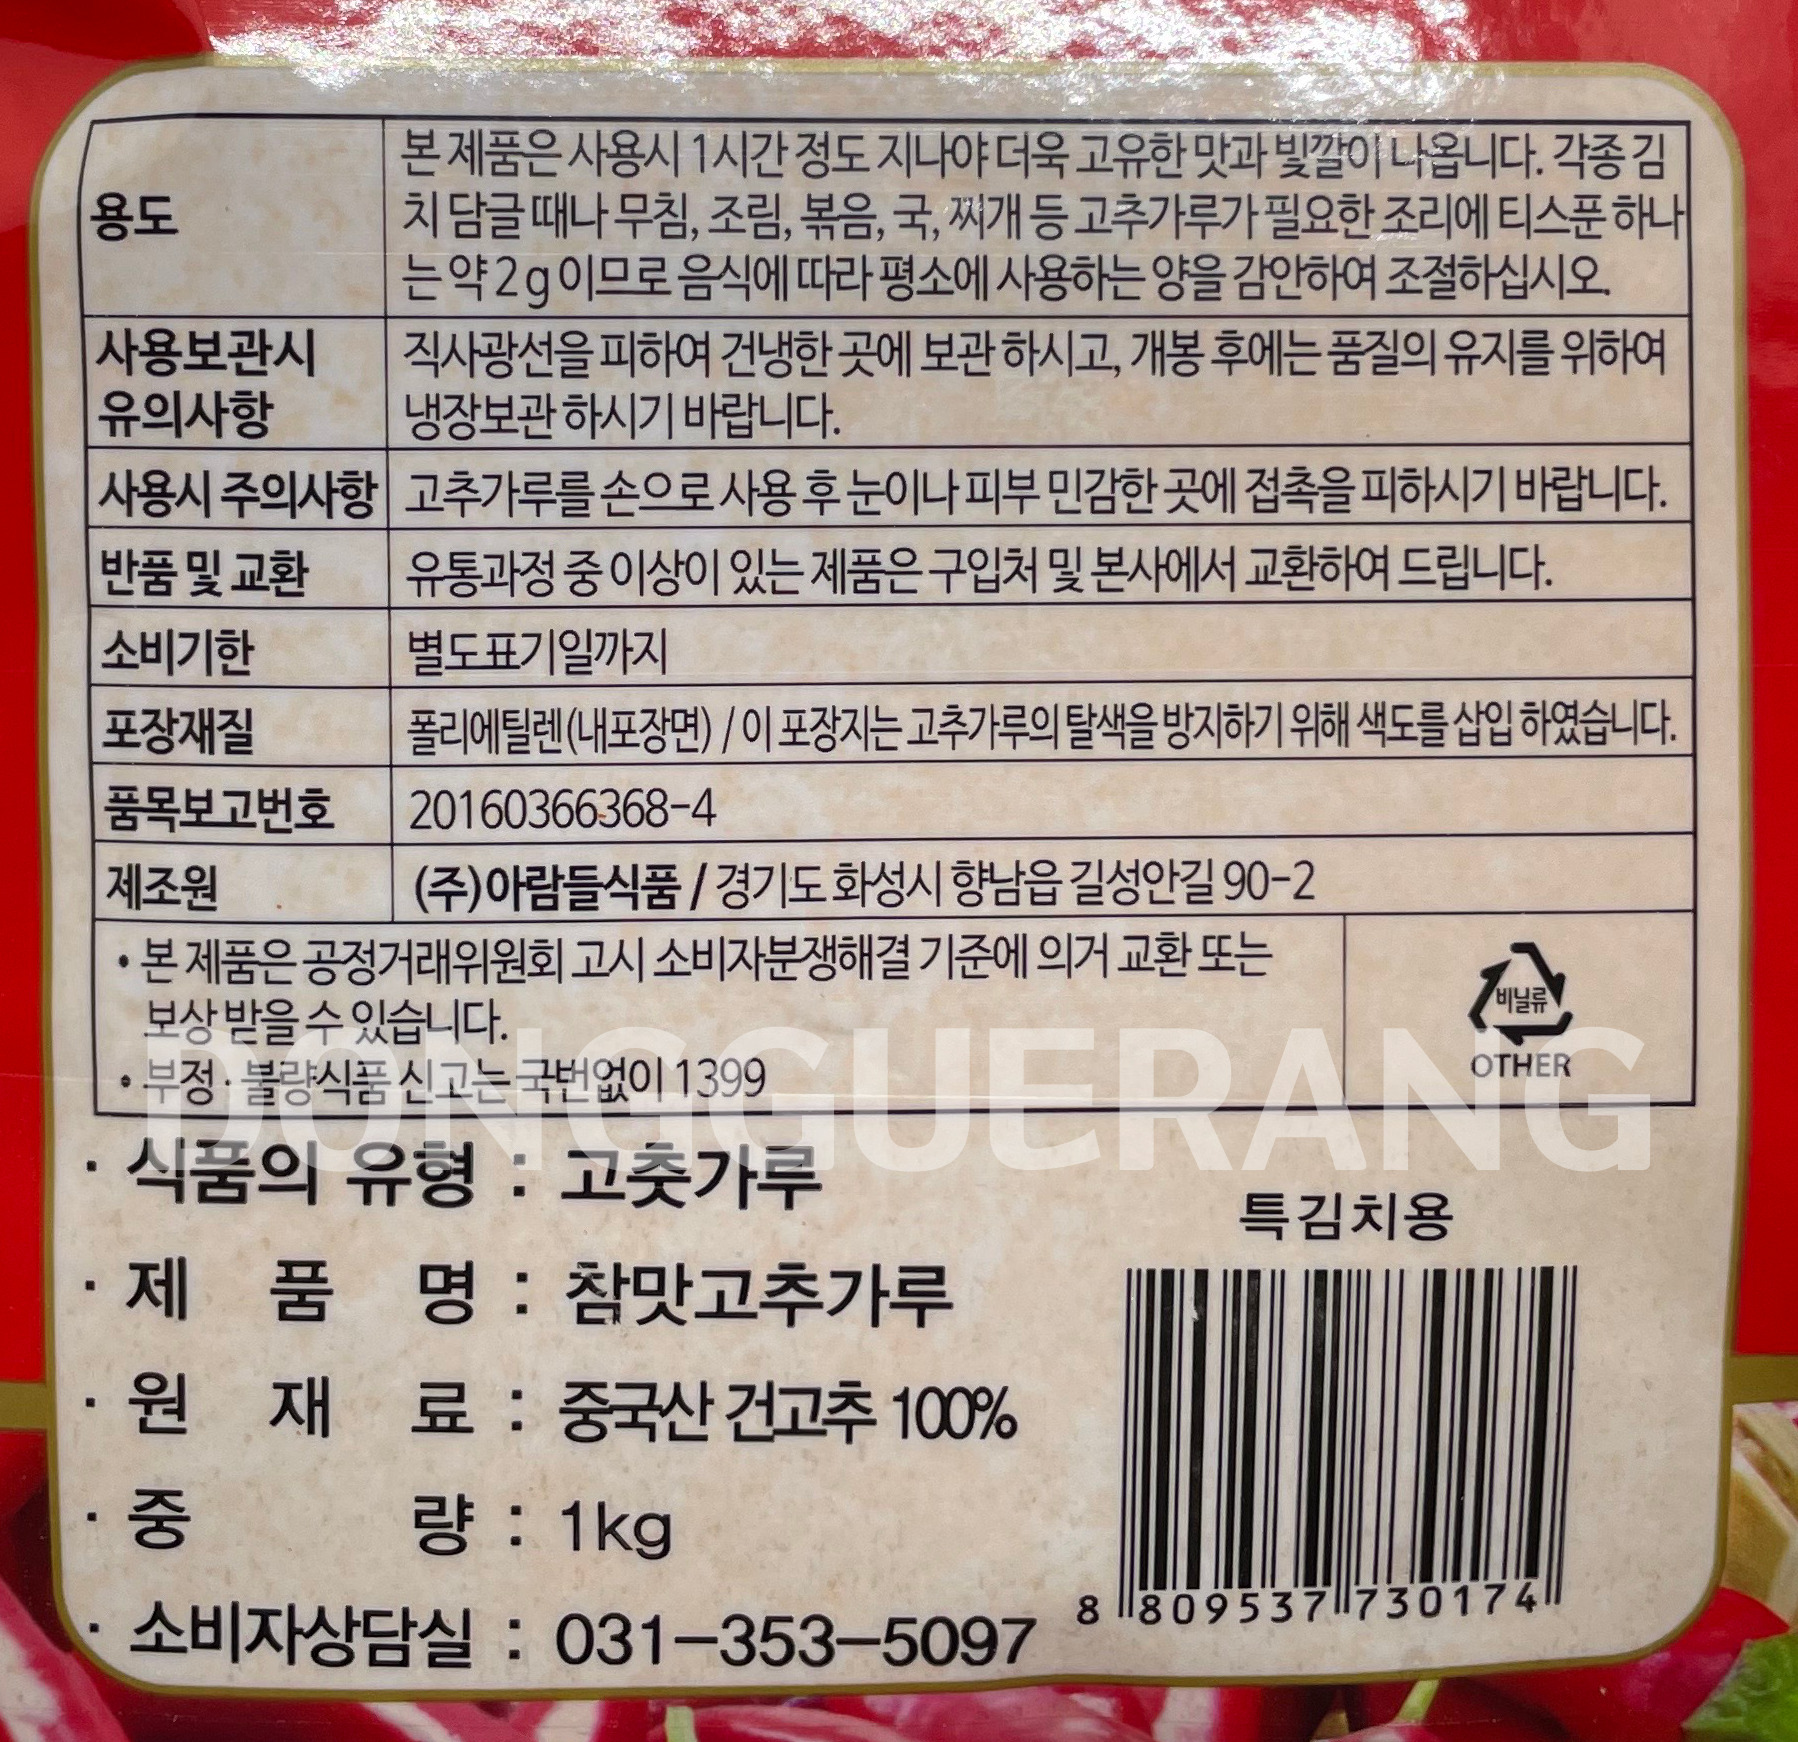 용도
본 제품은 사용시 1시간 정도 지나야 더욱 고유한 맛과 빛깔이 나옵니다. 각종 김
치 담글 때나 무침, 조림, 볶음, 국, 찌개 등 고추가루가 필요한 조리에 티스푼 하나
는 약 2g 이므로 음식에 따라 평소에 사용하는 양을 감안하여 조절하십시오.
사용보관시
유의사항
직사광선을 피하여 건냉한 곳에 보관 하시고, 개봉 후에는 품질의 유지를 위하여
냉장보관 하시기 바랍니다.
사용시 주의사항
고추가루를 손으로 사용 후 눈이나 피부 민감한 곳에 접촉을 피하시기 바랍니다.
반품 및 교환
유통과정 중 이상이 있는 제품은 구입처 및 본사에서 교환하여 드립니다.
소비기한
별도표기일까지
포장재질
폴리에틸렌(내포장면) / 이 포장지는 고추가루의 탈색을 방지하기 위해 색도를 삽입 하였습니다.
품목보고번호
20160366368-4
제조원
(주)아람들식품 / 경기도 화성시 향남읍 길성안길 90-2
• 본 제품은 공정거래위원회 고시 소비자분쟁해결 기준에 의거 교환 또는
보상 받을 수 있습니다.
• 부정·불량식품 신고는 국번없이 1399
비닐류
OTHER
DONGGUERANG
· 식품의 유형 : 고춧가루
· 제 품 명 : 참맛고추가루
· 원 재 료 : 중국산 건고추 100%
· 중 량 : 1kg
· 소비자상담실 : 031-353-5097
특김치용
8 809537 730174